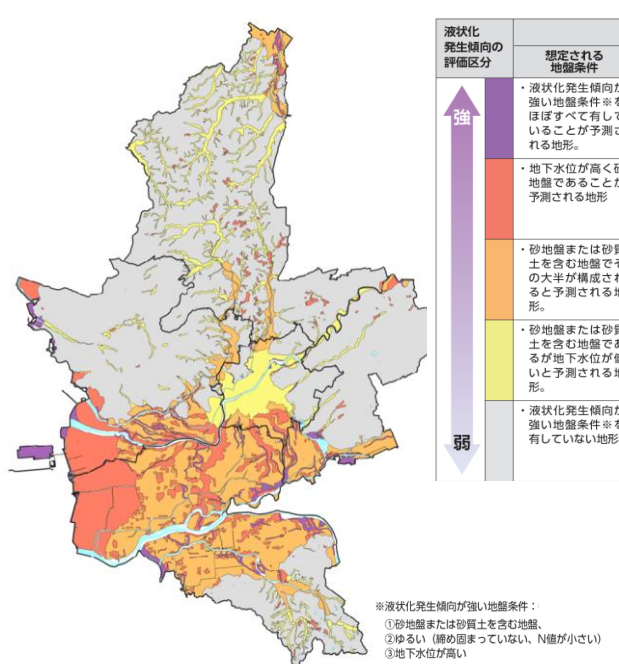 液状化
発生傾向の
評価区分
想定される
地盤条件
強
・液状化発生傾向が
強い地盤条件※を
ほぼすべて有して
いることが予測さ
れる地形。
・地下水位が高く
地盤であることが
予測される地形
・砂地盤または砂質
土を含む地盤でそ
の大半が構成され
ると予測される地
形。
・砂地盤または砂質
土を含む地盤であ
るが地下水位が低
いと予測される地
形。
・液状化発生傾向が
強い地盤条件※を
有していない地形
弱
※液状化発生傾向が強い地盤条件：
①砂地盤または砂質土を含む地盤、
②ゆるい（締め固まっていない、N値が小さい）
③地下水位が高い